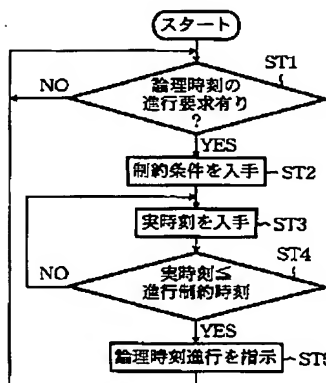 スタート
論理時刻の
進行要求有り
?
ST1
NO
YES
制約条件を入手
ST2
実時刻を入手
ST3
実時刻≦
進行制約時刻
ST4
NO
YES
論理時刻進行を指示
ST5